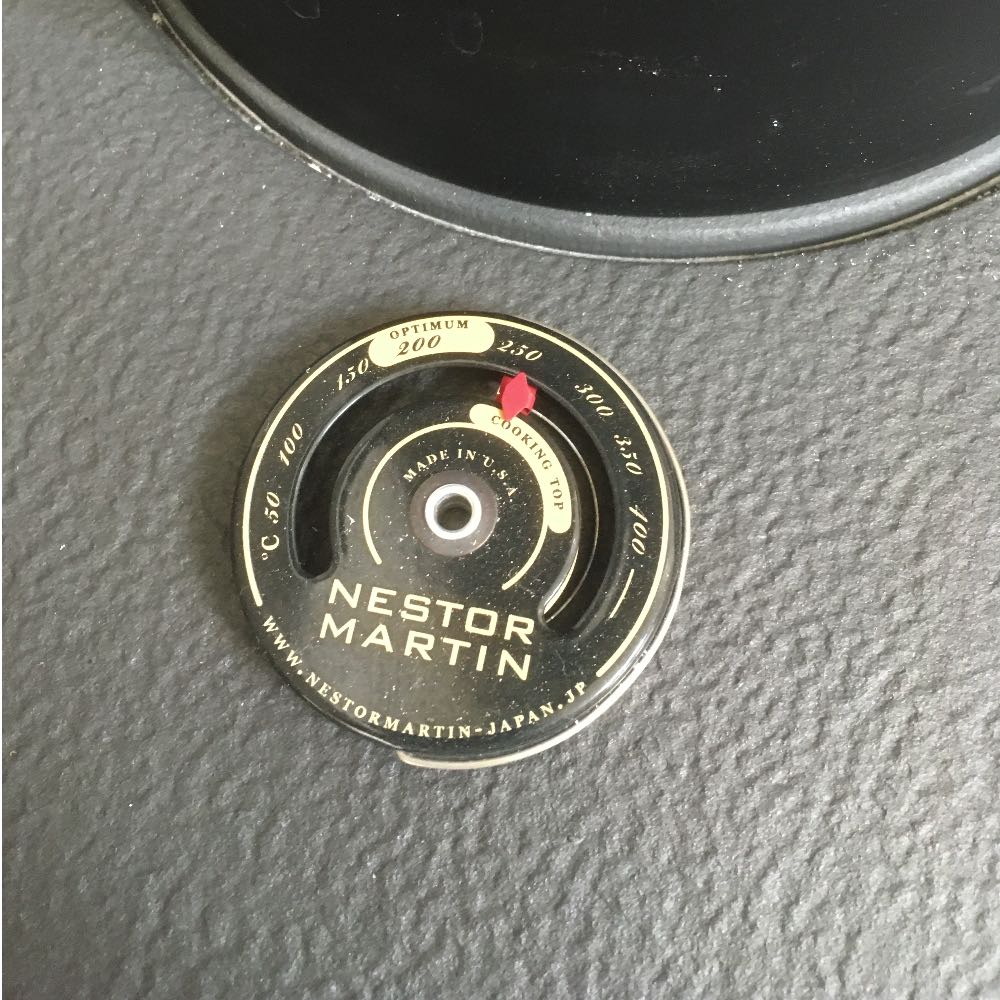 OPTIMUM
°C 50 100 150 200 250 300 350 400
COOKING TOP
MADE IN U.S.A
NESTOR
MARTIN
WWW.NESTORMARTIN-JAPAN.JP